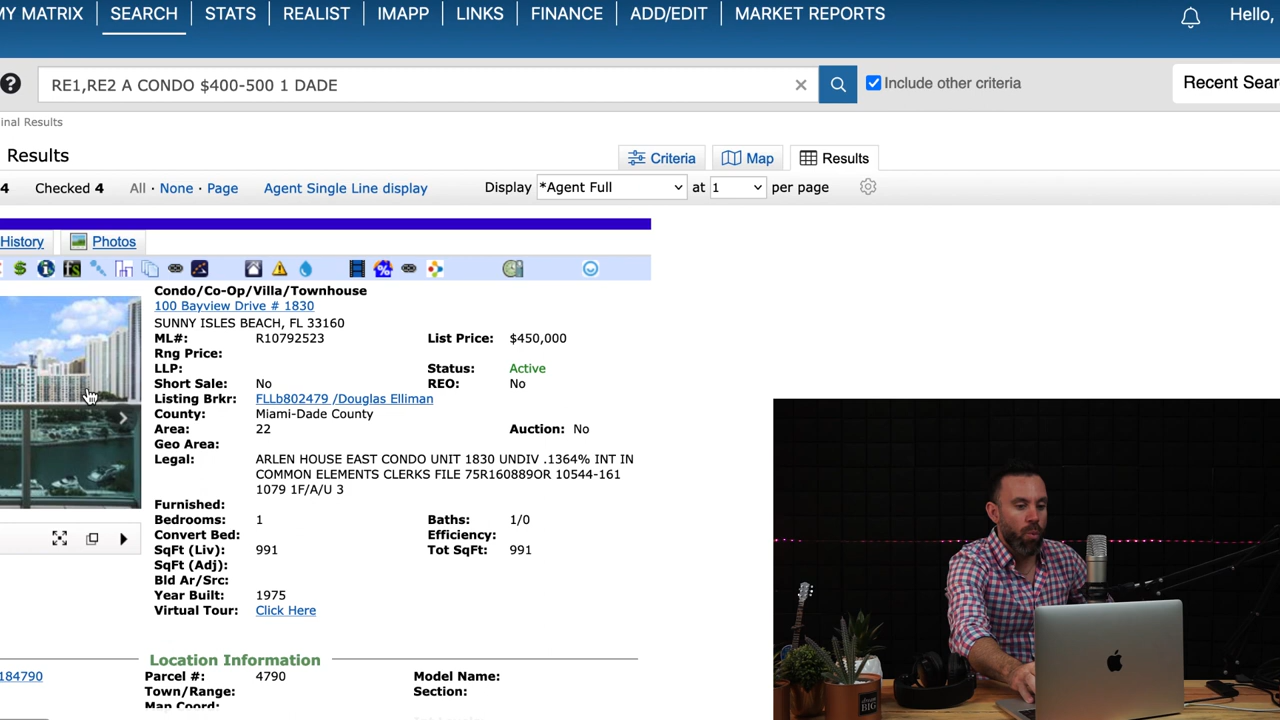 MY MATRIX SEARCH STATS REALIST IMAPP LINKS FINANCE ADD/EDIT MARKET REPORTS Hello,
? RE1,RE2 A CONDO $400-500 1 DADE Include other criteria Recent Sear
inal Results
Results Criteria Map Results
4 Checked 4 All · None · Page Agent Single Line display Display *Agent Full at 1 per page
History Photos
Condo/Co-Op/Villa/Townhouse
100 Bayview Drive # 1830
SUNNY ISLES BEACH, FL 33160
ML#: R10792523 List Price: $450,000
Rng Price:
LLP: Status: Active
Short Sale: No REO: No
Listing Brkr: FLLb802479 /Douglas Elliman
County: Miami-Dade County
Area: 22 Auction: No
Geo Area:
Legal: ARLEN HOUSE EAST CONDO UNIT 1830 UNDIV .1364% INT IN
COMMON ELEMENTS CLERKS FILE 75R160889OR 10544-161
1079 1F/A/U 3
Furnished:
Bedrooms: 1 Baths: 1/0
Convert Bed: Efficiency:
SqFt (Liv): 991 Tot SqFt: 991
SqFt (Adj):
Bld Ar/Src:
Year Built: 1975
Virtual Tour: Click Here
Location Information
184790 Parcel #: 4790 Model Name:
Town/Range: Section:
Map Coord:
BIG